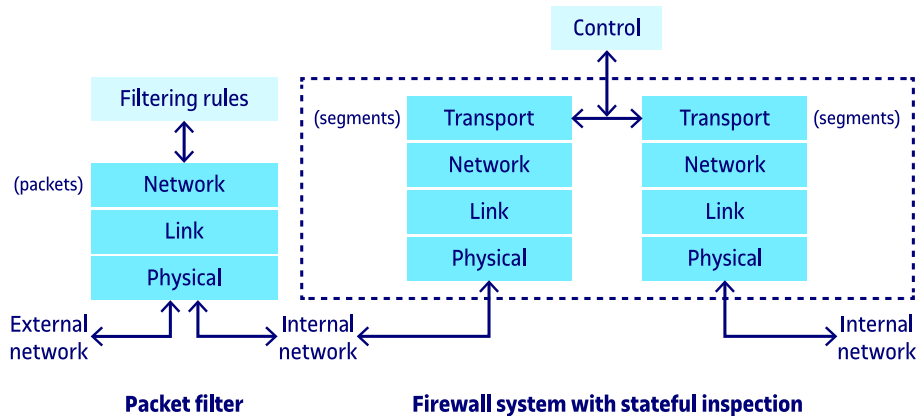 Control
Filtering rules
(segments)
Transport
Transport
(segments)
(packets)
Network
Network
Network
Link
Link
Link
Physical
Physical
Physical
External
network
Internal
network
Internal
network
Packet filter
Firewall system with stateful inspection